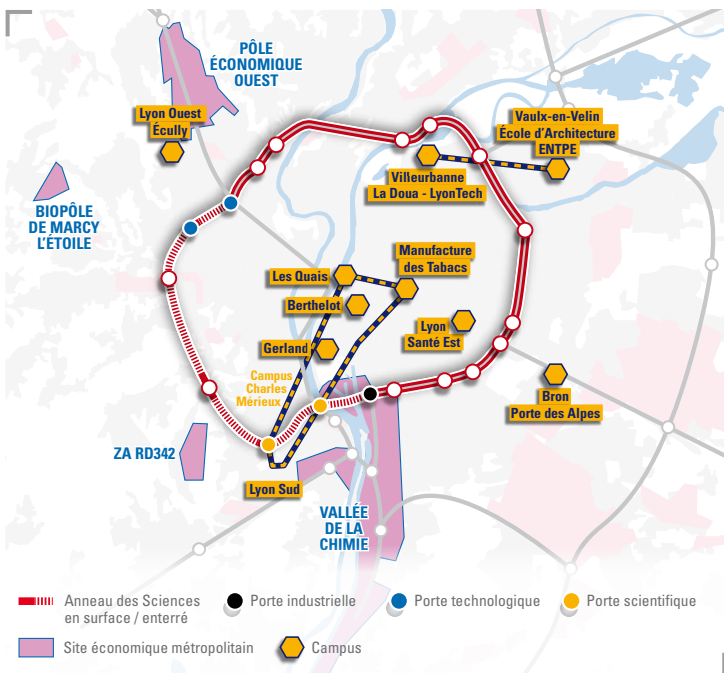 PÔLE
ÉCONOMIQUE
OUEST
Lyon Ouest
Écully
Vaulx-en-Velin
École d'Architecture
ENTPE
Villeurbanne
La Doua - LyonTech
BIOPÔLE
DE MARCY
L'ÉTOILE
Manufacture
des Tabacs
Les Quais
Berthelot
Lyon
Santé Est
Gerland
Campus
Charles
Mérieux
Bron
Porte des Alpes
ZA RD342
Lyon Sud
VALLÉE
DE LA
CHIMIE
Anneau des Sciences
en surface / enterré
Porte industrielle
Porte technologique
Porte scientifique
Site économique métropolitain
Campus